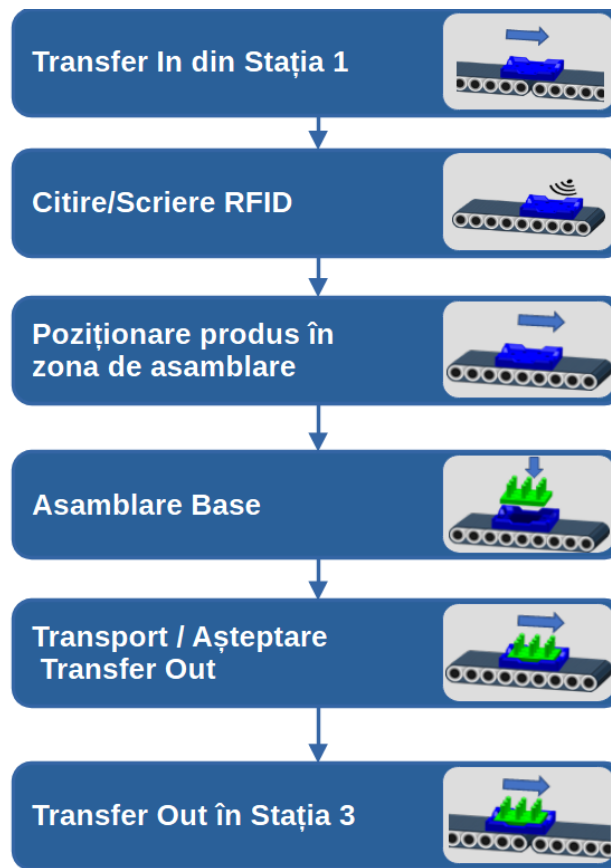 Transfer In din Stația 1
Citire/Scriere RFID
Poziționare produs în
zona de asamblare
Asamblare Base
Transport / Așteptare
Transfer Out
Transfer Out în Stația 3